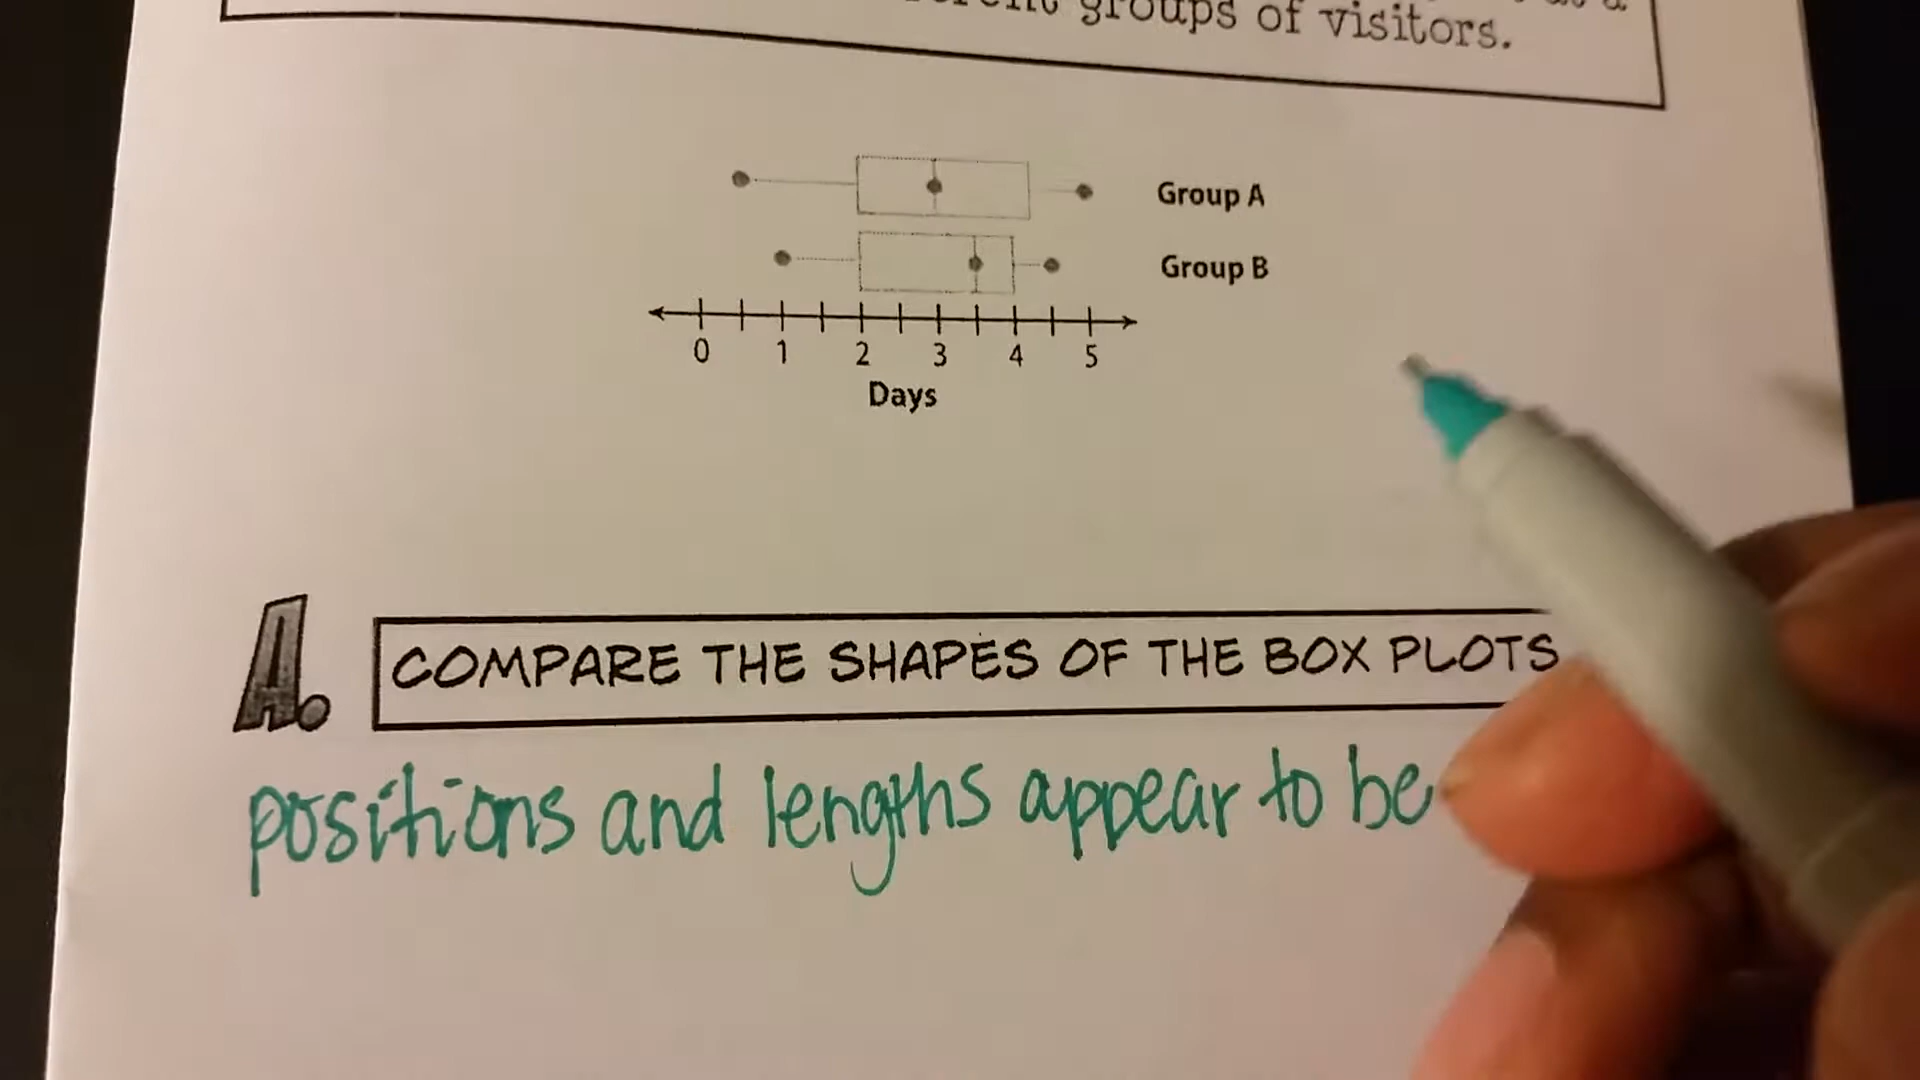 groups of visitors.
Group A
Group B
0 1 2 3 4 5
Days
A. COMPARE THE SHAPES OF THE BOX PLOTS
positions and lengths appear to be